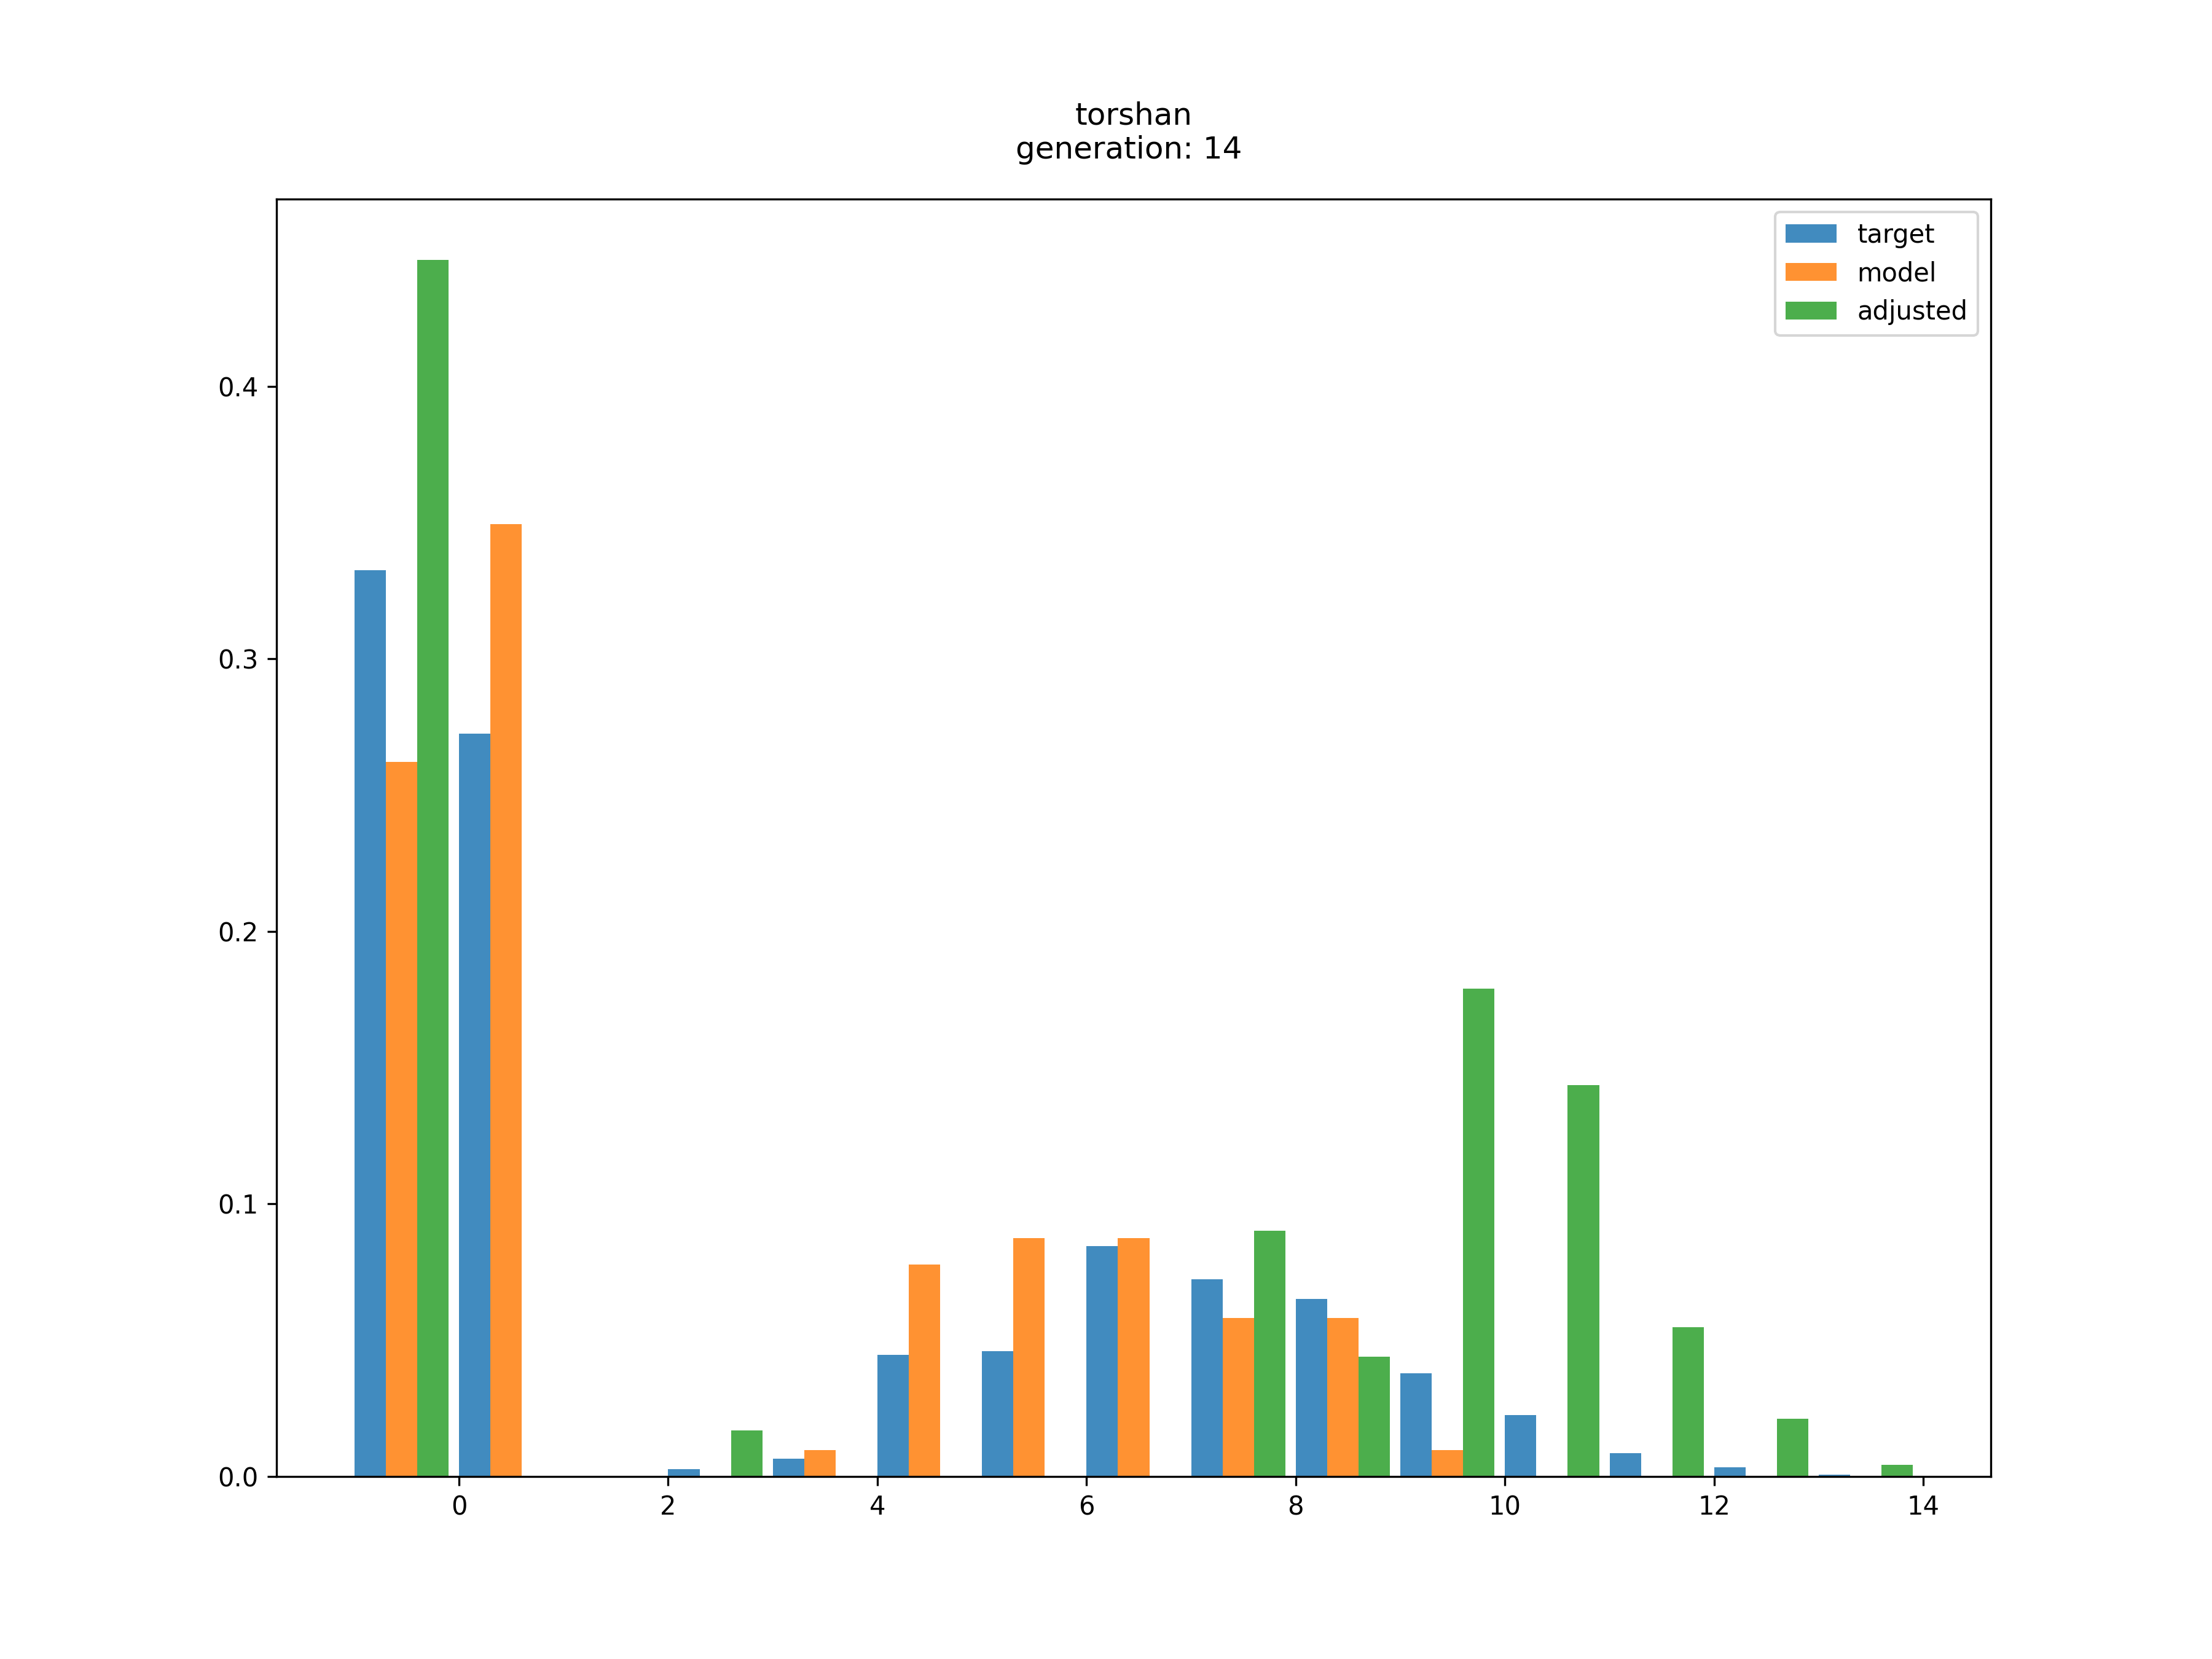 torshan
generation: 14
target
model
adjusted
0.4
0.3
0.2
0.1
0.0
0 2 4 6 8 10 12 14